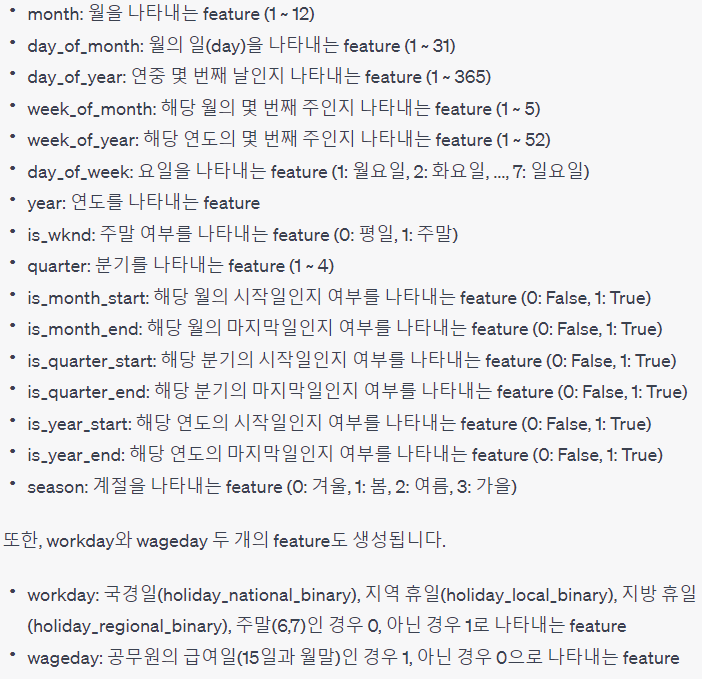 • month: 월을 나타내는 feature (1 ~ 12)
• day_of_month: 월의 일(day)을 나타내는 feature (1 ~ 31)
• day_of_year: 연중 몇 번째 날인지 나타내는 feature (1 ~ 365)
• week_of_month: 해당 월의 몇 번째 주인지 나타내는 feature (1 ~ 5)
• week_of_year: 해당 연도의 몇 번째 주인지 나타내는 feature (1 ~ 52)
• day_of_week: 요일을 나타내는 feature (1: 월요일, 2: 화요일, ..., 7: 일요일)
• year: 연도를 나타내는 feature
• is_wknd: 주말 여부를 나타내는 feature (0: 평일, 1: 주말)
• quarter: 분기를 나타내는 feature (1 ~ 4)
• is_month_start: 해당 월의 시작일인지 여부를 나타내는 feature (0: False, 1: True)
• is_month_end: 해당 월의 마지막일인지 여부를 나타내는 feature (0: False, 1: True)
• is_quarter_start: 해당 분기의 시작일인지 여부를 나타내는 feature (0: False, 1: True)
• is_quarter_end: 해당 분기의 마지막일인지 여부를 나타내는 feature (0: False, 1: True)
• is_year_start: 해당 연도의 시작일인지 여부를 나타내는 feature (0: False, 1: True)
• is_year_end: 해당 연도의 마지막일인지 여부를 나타내는 feature (0: False, 1: True)
• season: 계절을 나타내는 feature (0: 겨울, 1: 봄, 2: 여름, 3: 가을)
또한, workday와 wageday 두 개의 feature도 생성됩니다.
• workday: 국경일(holiday_national_binary), 지역 휴일(holiday_local_binary), 지방 휴일
(holiday_regional_binary), 주말(6,7)인 경우 0, 아닌 경우 1로 나타내는 feature
• wageday: 공무원의 급여일(15일과 월말)인 경우 1, 아닌 경우 0으로 나타내는 feature